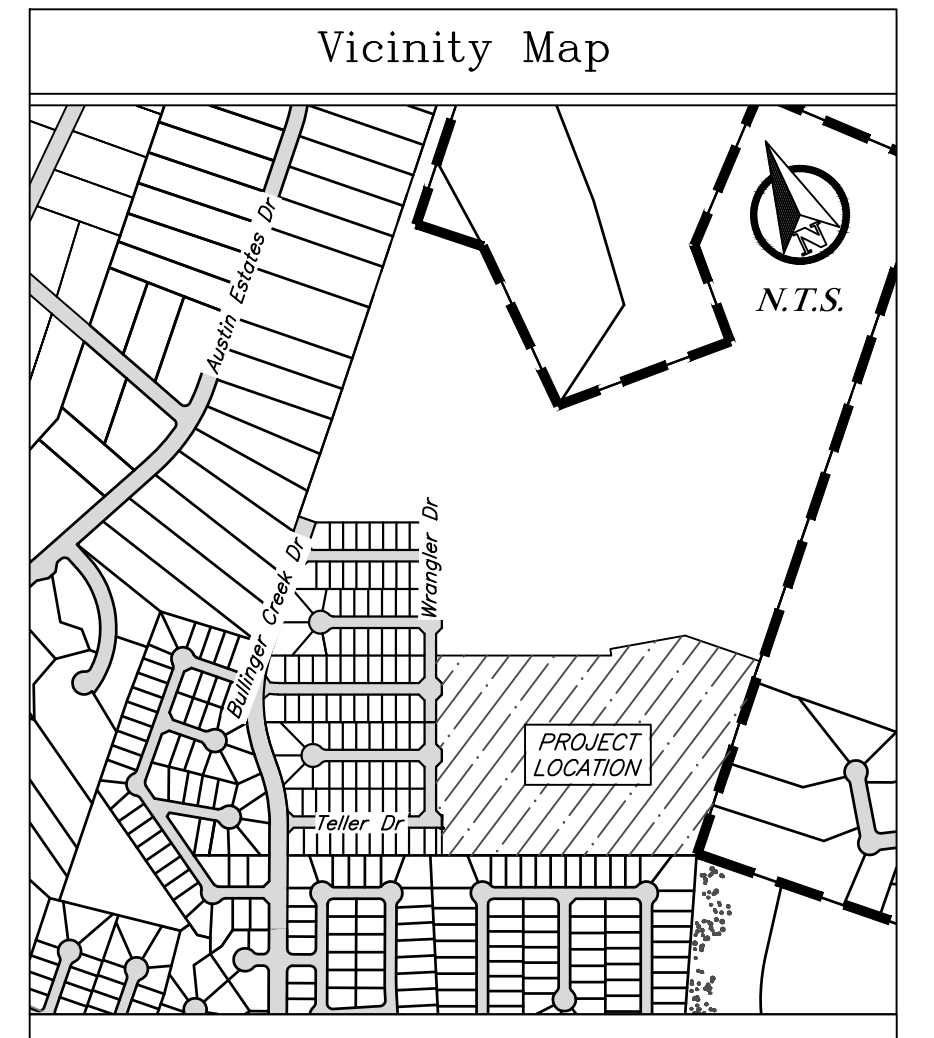 Vicinity Map
Austin Estates Dr
N
N.T.S.
Bullinger Creek Dr
Wrangler Dr
PROJECT
LOCATION
Teller Dr